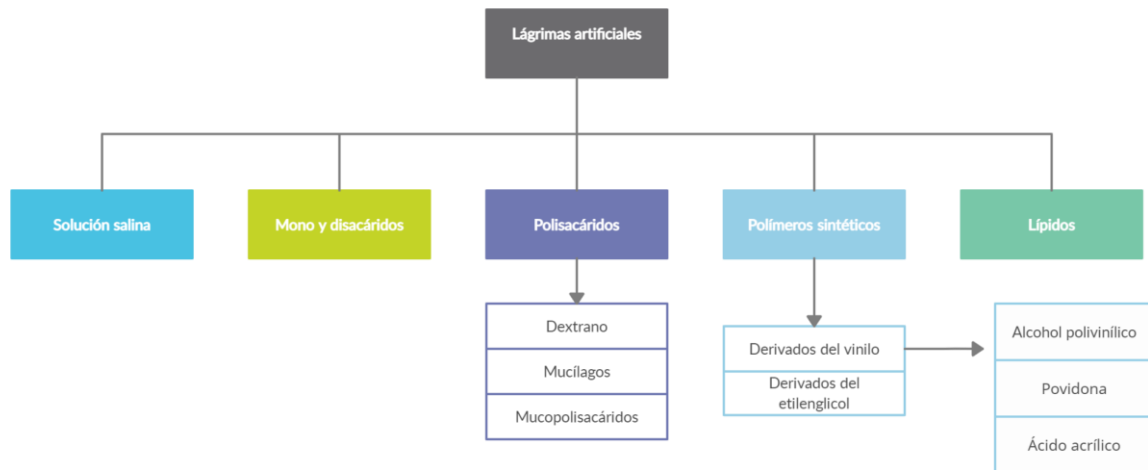 Lágrimas artificiales
Solución salina
Mono y disacáridos
Polisacáridos
Polímeros sintéticos
Lípidos
Dextrano
Mucílagos
Mucopolisacáridos
Derivados del vinilo
Derivados del
etilenglicol
Alcohol polivinílico
Povidona
Ácido acrílico